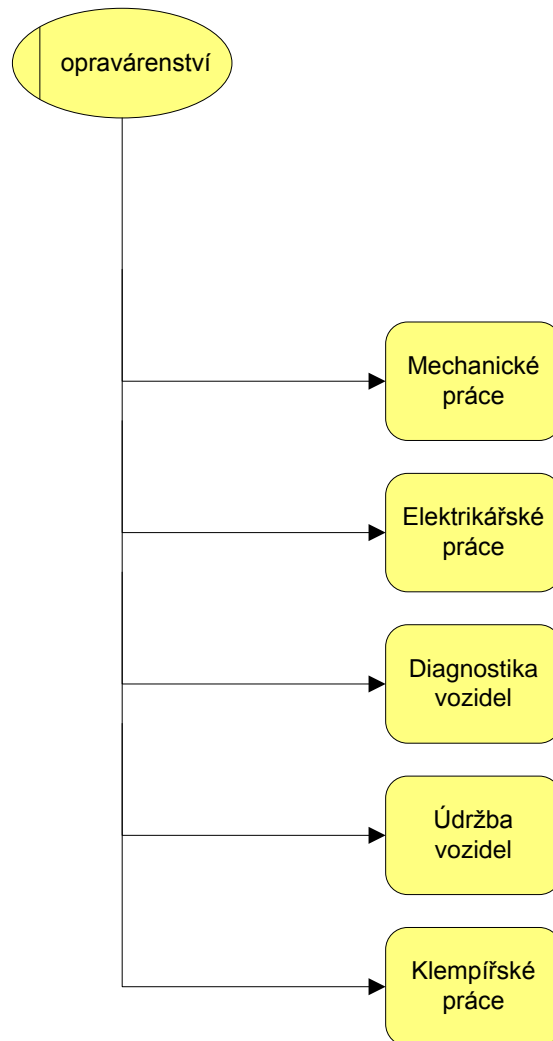 opravárenství
Mechanické
práce
Elektrikářské
práce
Diagnostika
vozidel
Údržba
vozidel
Klempířské
práce